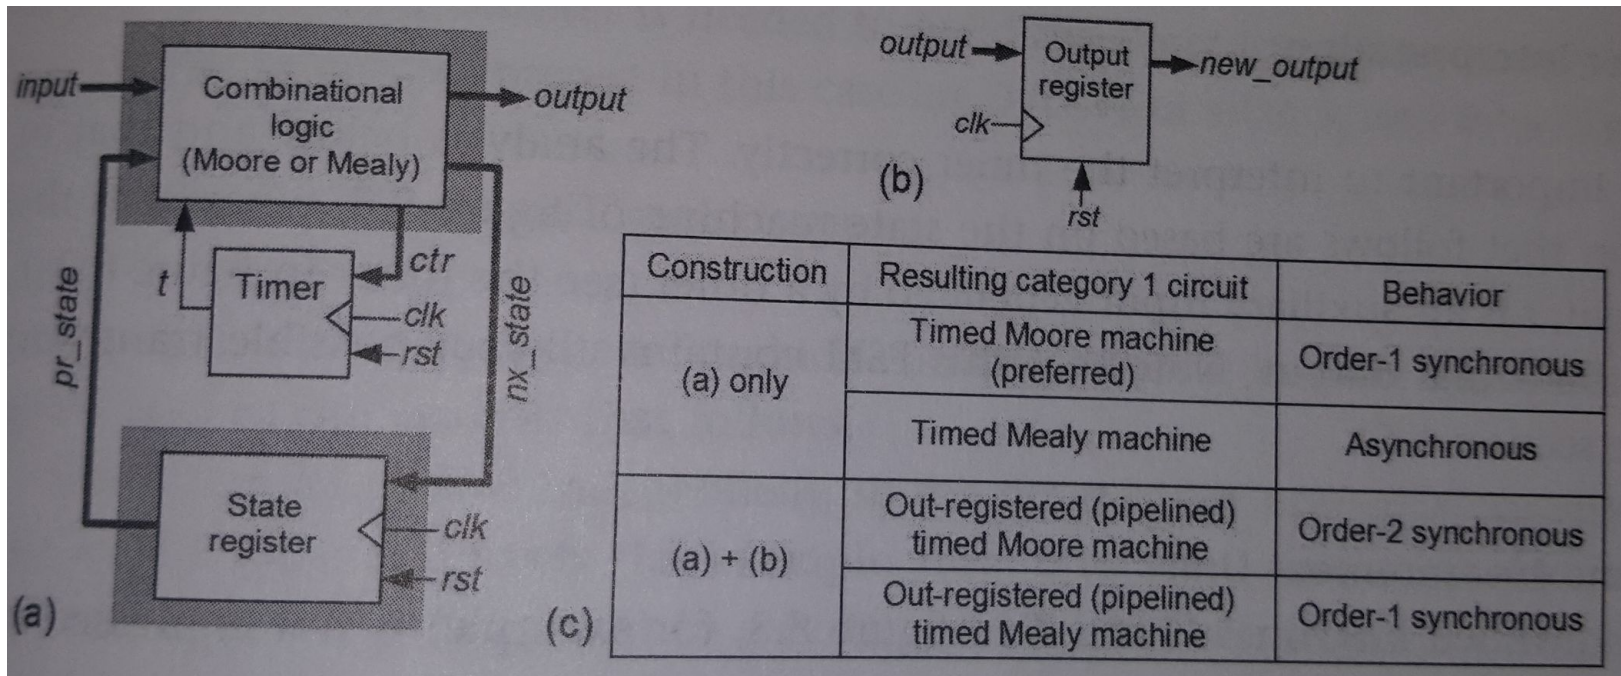 input
Combinational
logic
(Moore or Mealy)
output
t
Timer
ctr
clk
rst
pr_state
nx_state
State
register
clk
rst
(a)
output
Output
register
new_output
clk
rst
(b)
Construction
Resulting category 1 circuit
Behavior
(a) only
Timed Moore machine
(preferred)
Order-1 synchronous
Timed Mealy machine
Asynchronous
(a) + (b)
Out-registered (pipelined)
timed Moore machine
Order-2 synchronous
Out-registered (pipelined)
timed Mealy machine
Order-1 synchronous
(c)